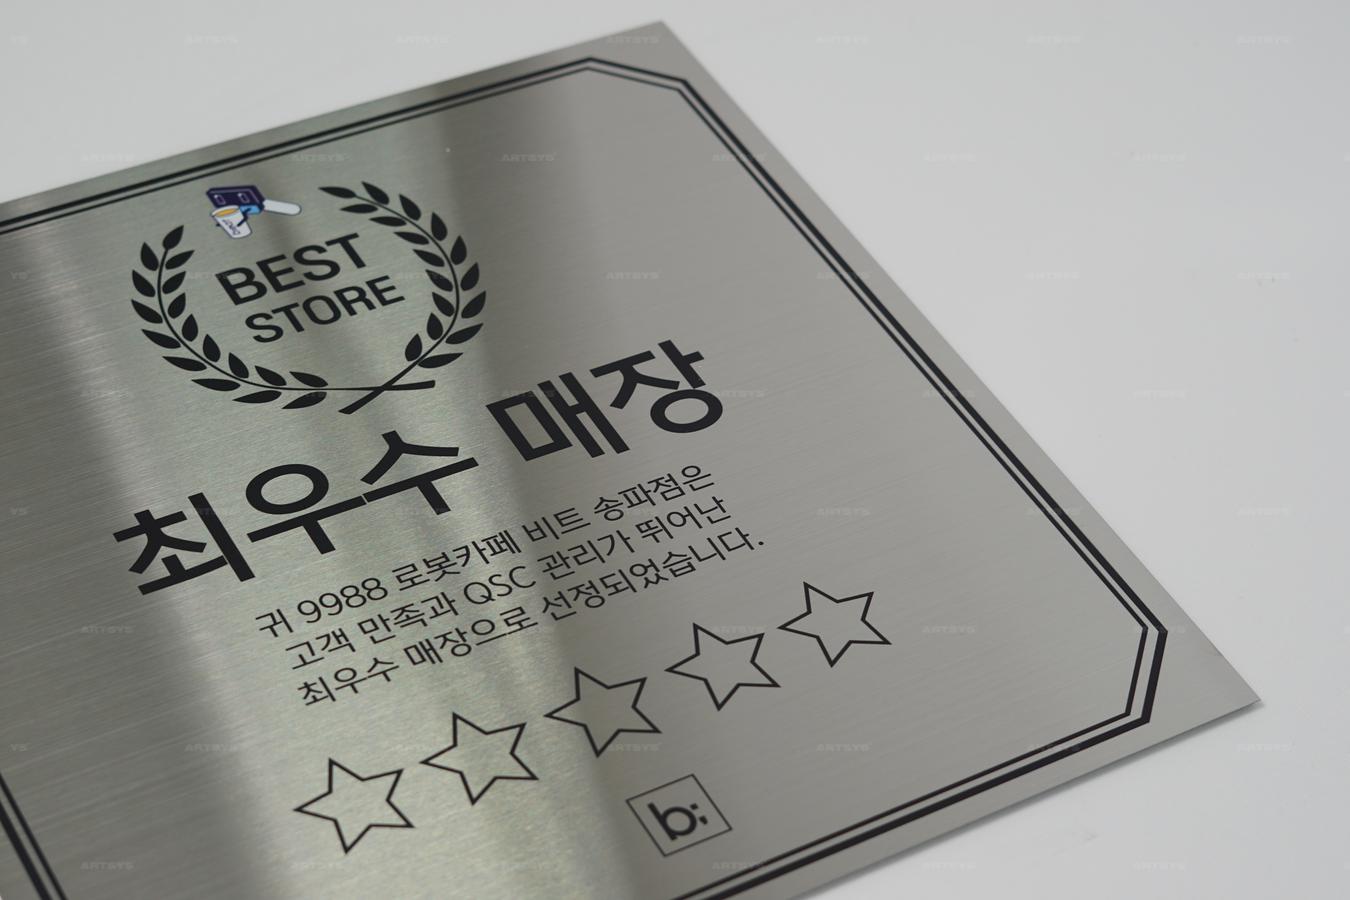 BEST
STORE
최우수 매장
귀 9988 로봇카페 비트 송파점은
고객 만족과 QSC 관리가 뛰어난
최우수 매장으로 선정되었습니다.
b;
ARTSYS